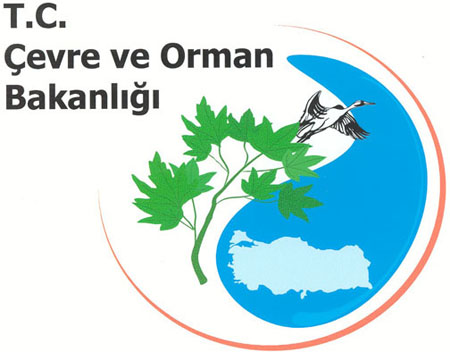 T.C.
Çevre ve Orman
Bakanlığı